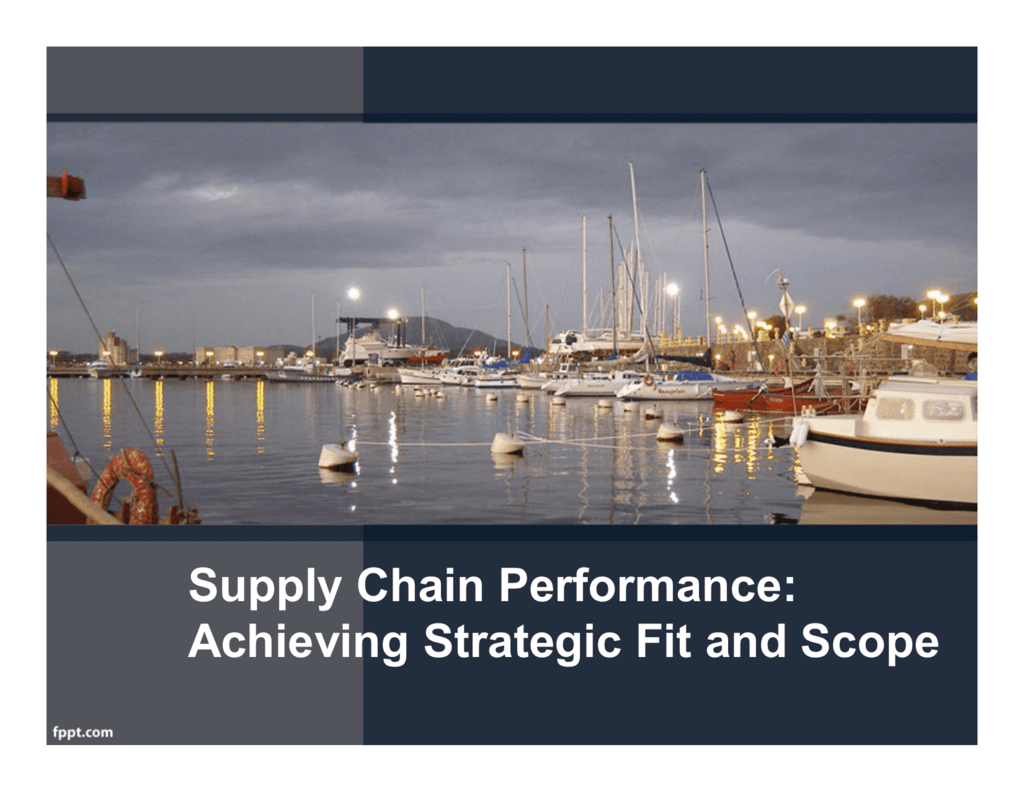 Supply Chain Performance:
Achieving Strategic Fit and Scope
fppt.com